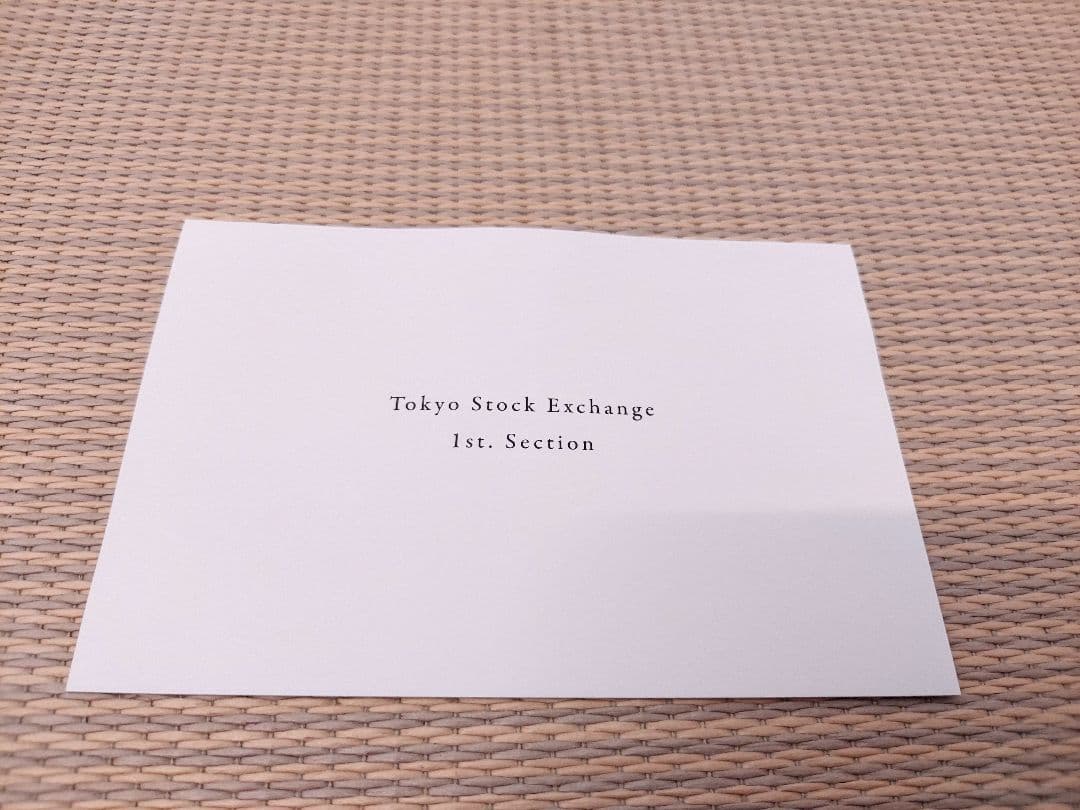 Tokyo Stock Exchange
1st. Section